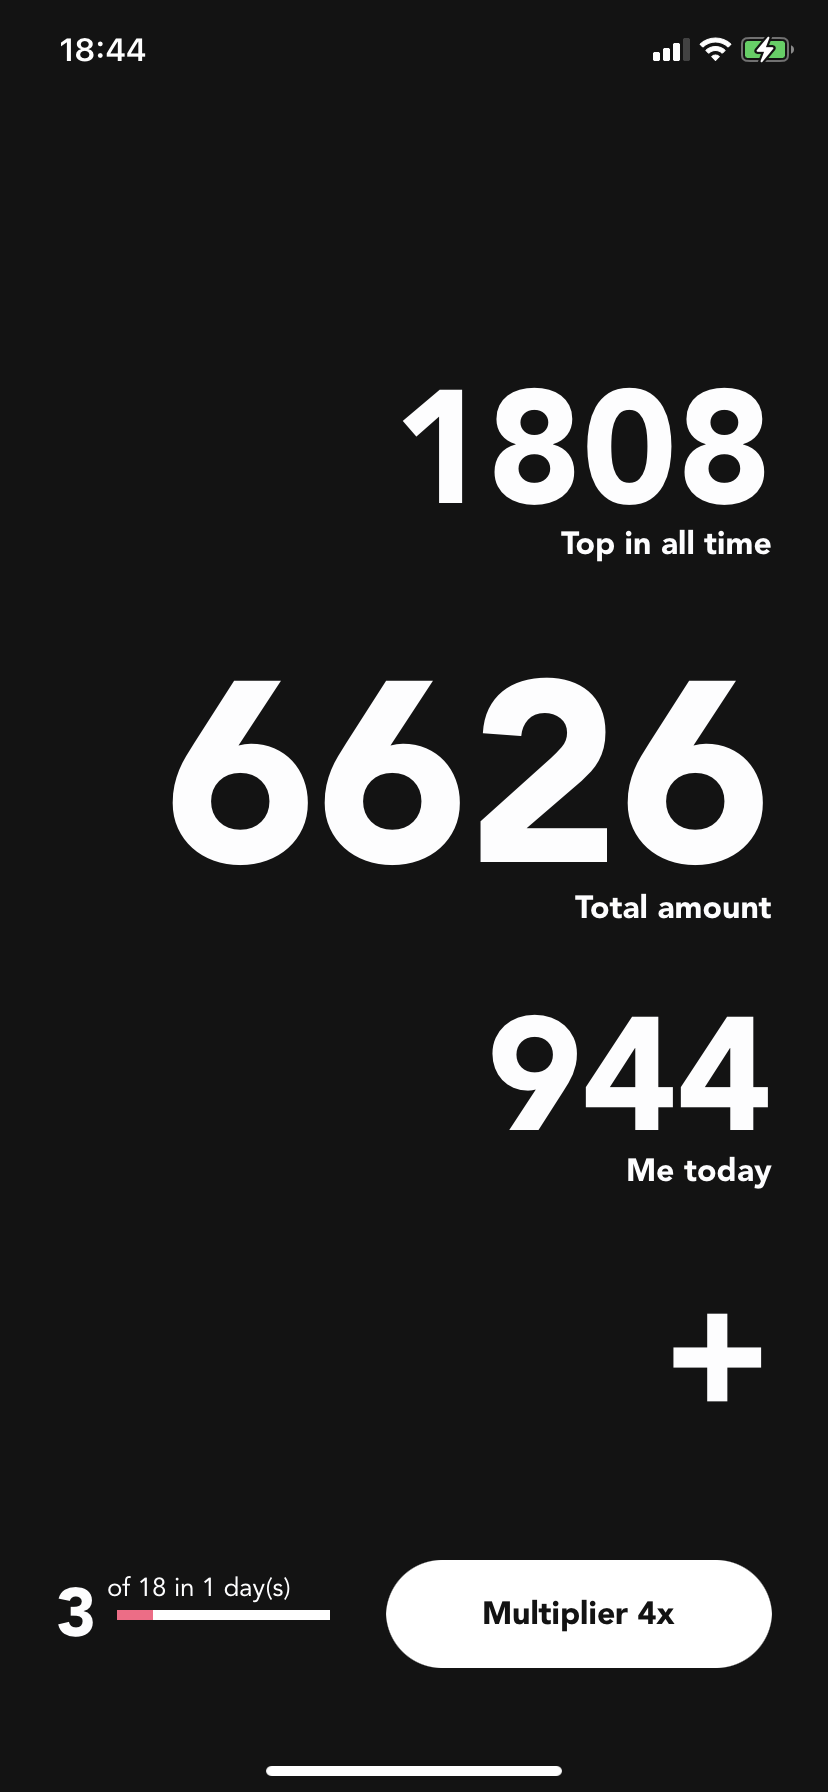 18:44
1808
Top in all time
6626
Total amount
944
Me today
+
3 of 18 in 1 day(s)
Multiplier 4x